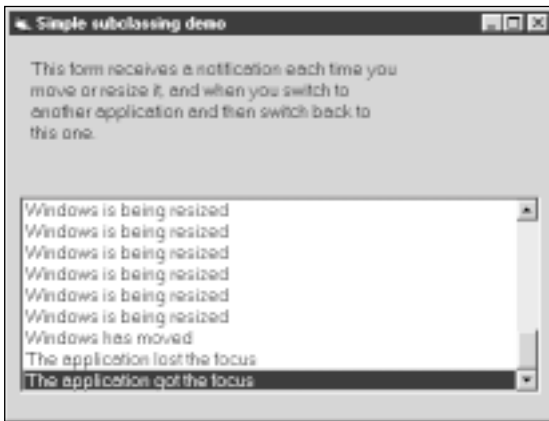 Simple subclassing demo
This form receives a notification each time you
move or resize it, and when you switch to
another application and then switch back to
this one.
Windows is being resized
Windows is being resized
Windows is being resized
Windows is being resized
Windows is being resized
Windows is being resized
Windows has moved
The application lost the focus
The application got the focus